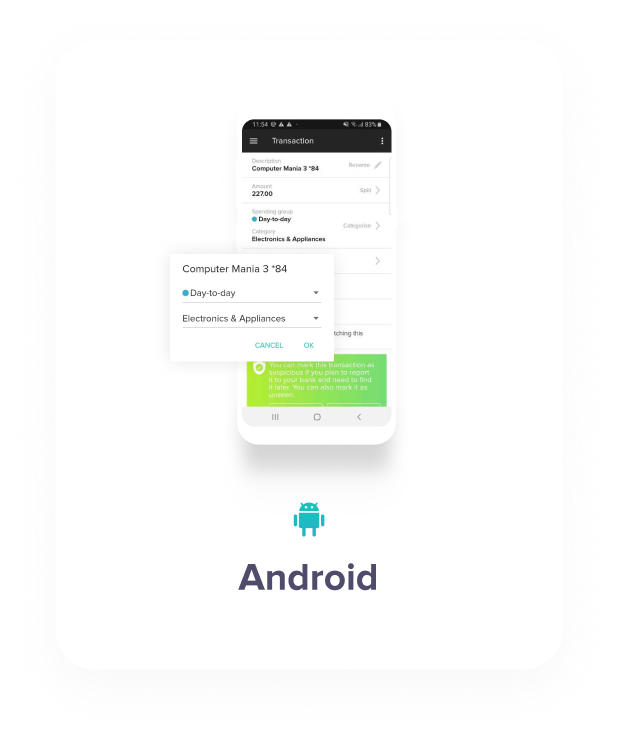 11:54
83%
Transaction
Description
Computer Mania 3 *84
Rename
Amount
227.00
Split
Spending group
Day-to-day
Categorise
Category
Electronics & Appliances
Computer Mania 3 *84
Day-to-day
Electronics & Appliances
CANCEL OK
tching this
You can mark this transaction as
suspicious if you plan to report
it to your bank and need to find
it later. You can also mark it as
unseen.
Android